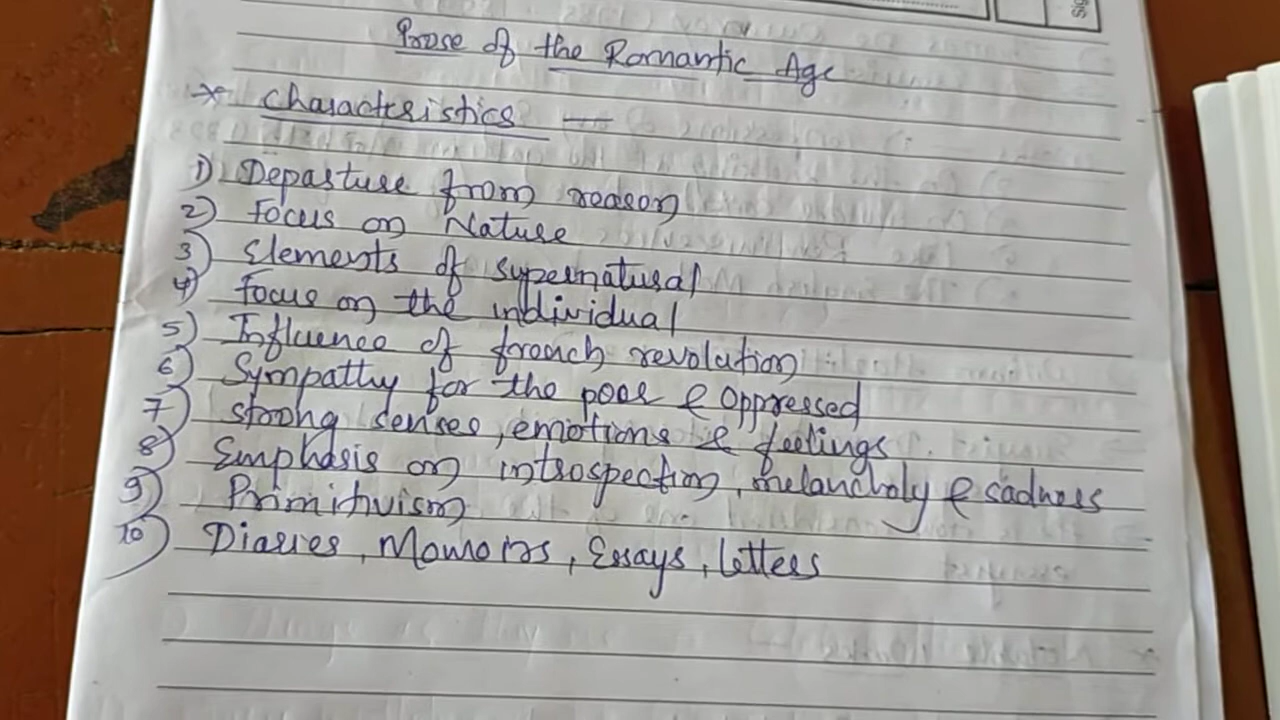 Prose of the Romantic Age
* Characteristics —
1) Departure from reason
2) Focus on Nature
3) Elements of supernatural
4) Focus on the individual
5) Influence of french revolution
6) Sympathy for the poor & oppressed
7) strong senses, emotions & feelings
8) Emphasis on introspection, melancholy & sadness
9) Primitivism
10) Diaries, Memoirs, Essays, letters